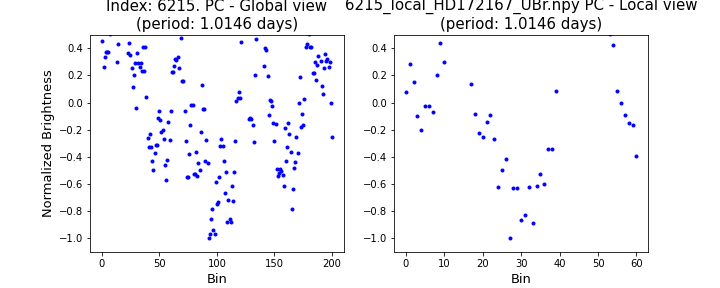 Index: 6215. PC - Global view
(period: 1.0146 days)
6215_local_HD172167_UBr.npy PC - Local view
(period: 1.0146 days)
Normalized Brightness
0.4
0.2
0.0
−0.2
−0.4
−0.6
−0.8
−1.0
0 50 100 150 200
Bin
0.4
0.2
0.0
−0.2
−0.4
−0.6
−0.8
−1.0
0 10 20 30 40 50 60
Bin